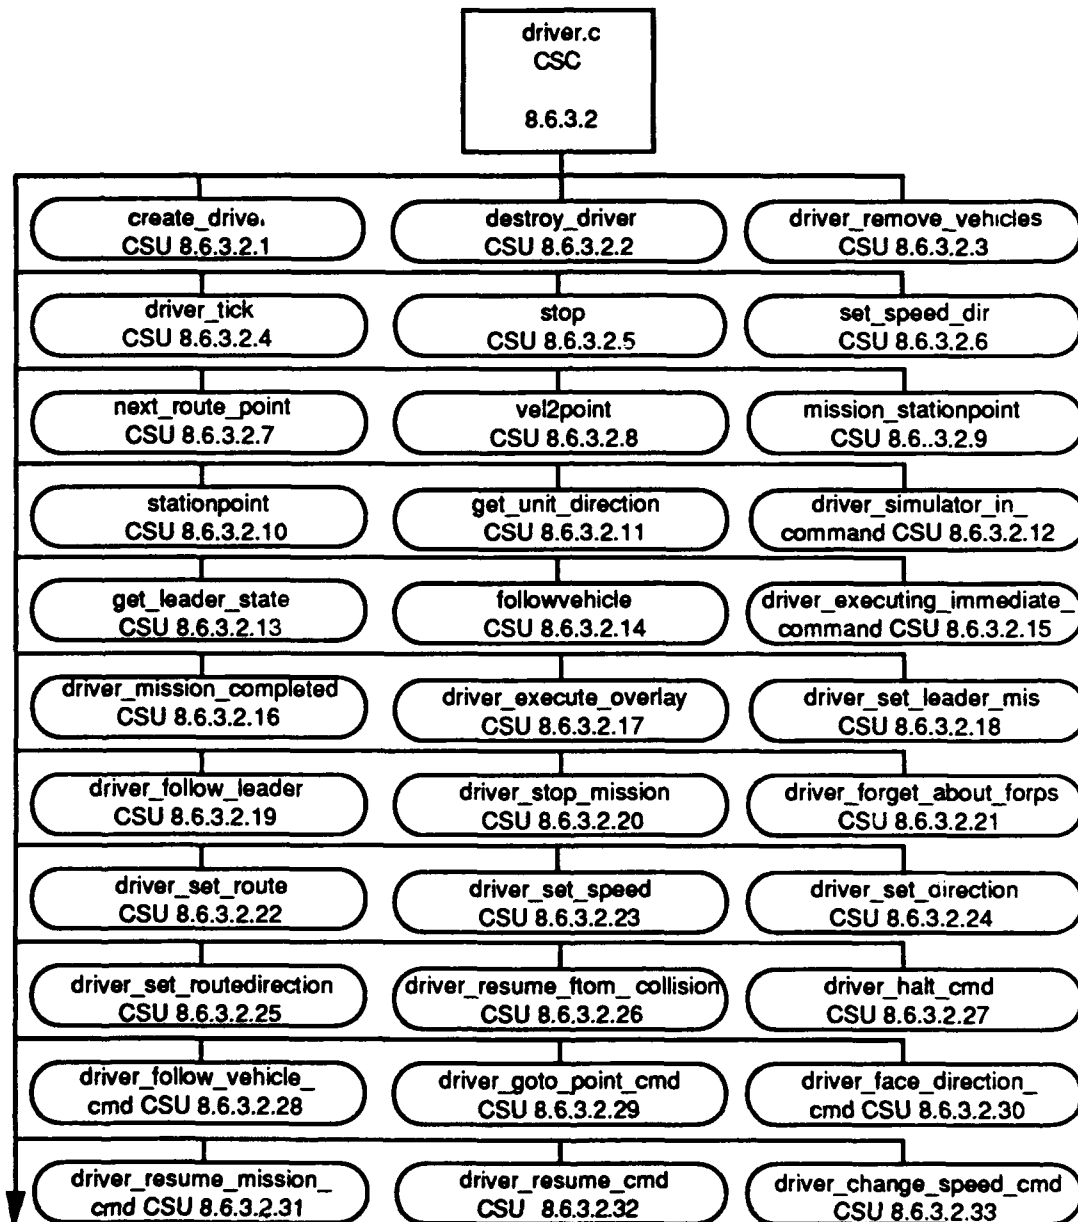 driver.c
CSC
8.6.3.2
create_drive.
CSU 8.6.3.2.1
destroy_driver
CSU 8.6.3.2.2
driver_remove_vehicles
CSU 8.6.3.2.3
driver_tick
CSU 8.6.3.2.4
stop
CSU 8.6.3.2.5
set_speed_dir
CSU 8.6.3.2.6
next_route_point
CSU 8.6.3.2.7
vel2point
CSU 8.6.3.2.8
mission_stationpoint
CSU 8.6..3.2.9
stationpoint
CSU 8.6.3.2.10
get_unit_direction
CSU 8.6.3.2.11
driver_simulator_in_
command CSU 8.6.3.2.12
get_leader_state
CSU 8.6.3.2.13
followvehicle
CSU 8.6.3.2.14
driver_executing_immediate_
command CSU 8.6.3.2.15
driver_mission_completed
CSU 8.6.3.2.16
driver_execute_overlay
CSU 8.6.3.2.17
driver_set_leader_mis
CSU 8.6.3.2.18
driver_follow_leader
CSU 8.6.3.2.19
driver_stop_mission
CSU 8.6.3.2.20
driver_forget_about_forps
CSU 8.6.3.2.21
driver_set_route
CSU 8.6.3.2.22
driver_set_speed
CSU 8.6.3.2.23
driver_set_direction
CSU 8.6.3.2.24
driver_set_routedirection
CSU 8.6.3.2.25
driver_resume_ftom_collision
CSU 8.6.3.2.26
driver_halt_cmd
CSU 8.6.3.2.27
driver_follow_vehicle_
cmd CSU 8.6.3.2.28
driver_goto_point_cmd
CSU 8.6.3.2.29
driver_face_direction_
cmd CSU 8.6.3.2.30
driver_resume_mission_
cmd CSU 8.6.3.2.31
driver_resume_cmd
CSU 8.6.3.2.32
driver_change_speed_cmd
CSU 8.6.3.2.33